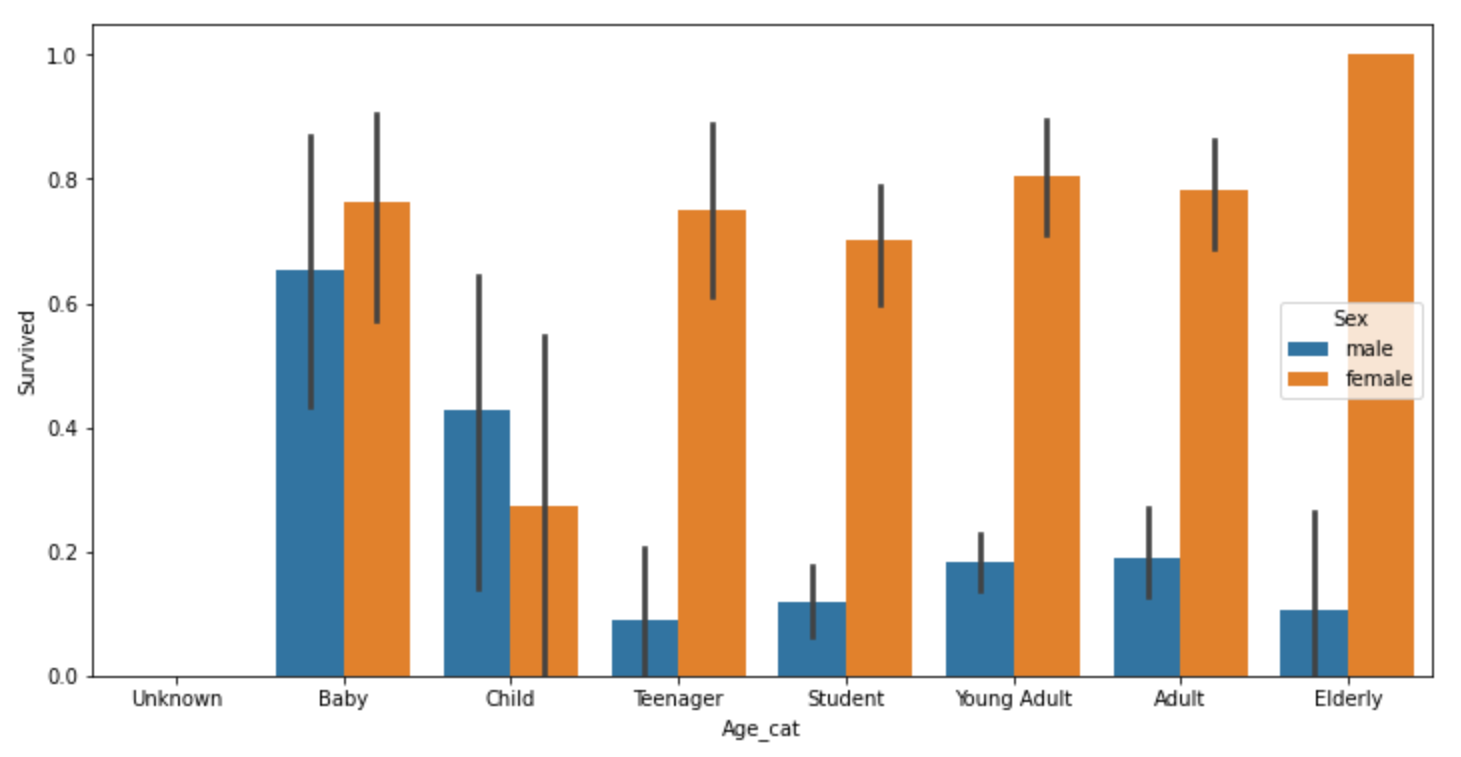 1.0
0.8
0.6
0.4
0.2
0.0
Survived
Sex
male
female
Unknown Baby Child Teenager Student Young Adult Adult Elderly
Age_cat